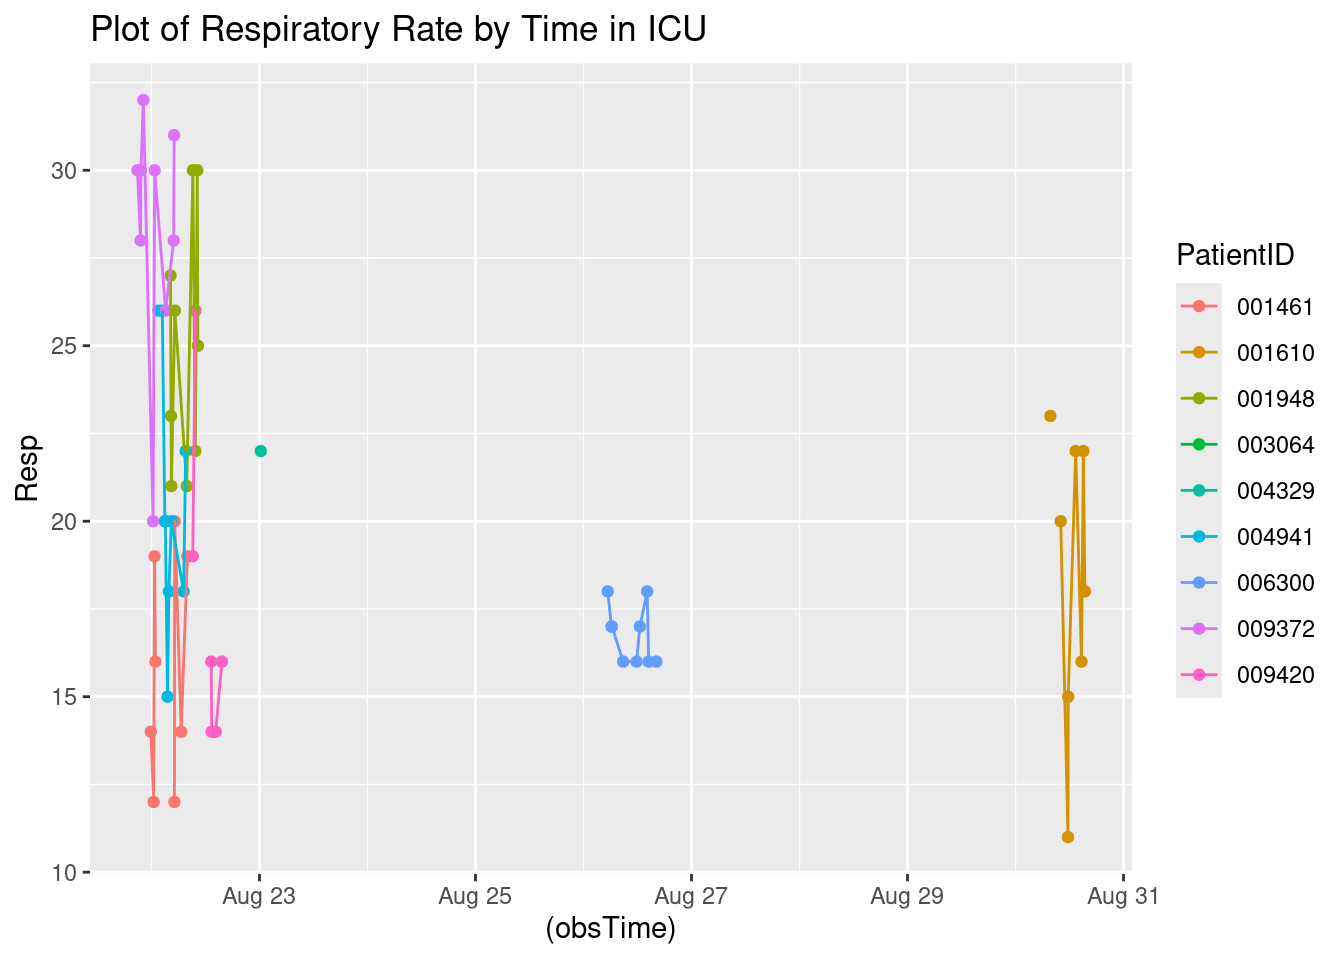 Plot of Respiratory Rate by Time in ICU
Resp
30
25
20
15
10
Aug 23 Aug 25 Aug 27 Aug 29 Aug 31
(obsTime)
PatientID
001461
001610
001948
003064
004329
004941
006300
009372
009420